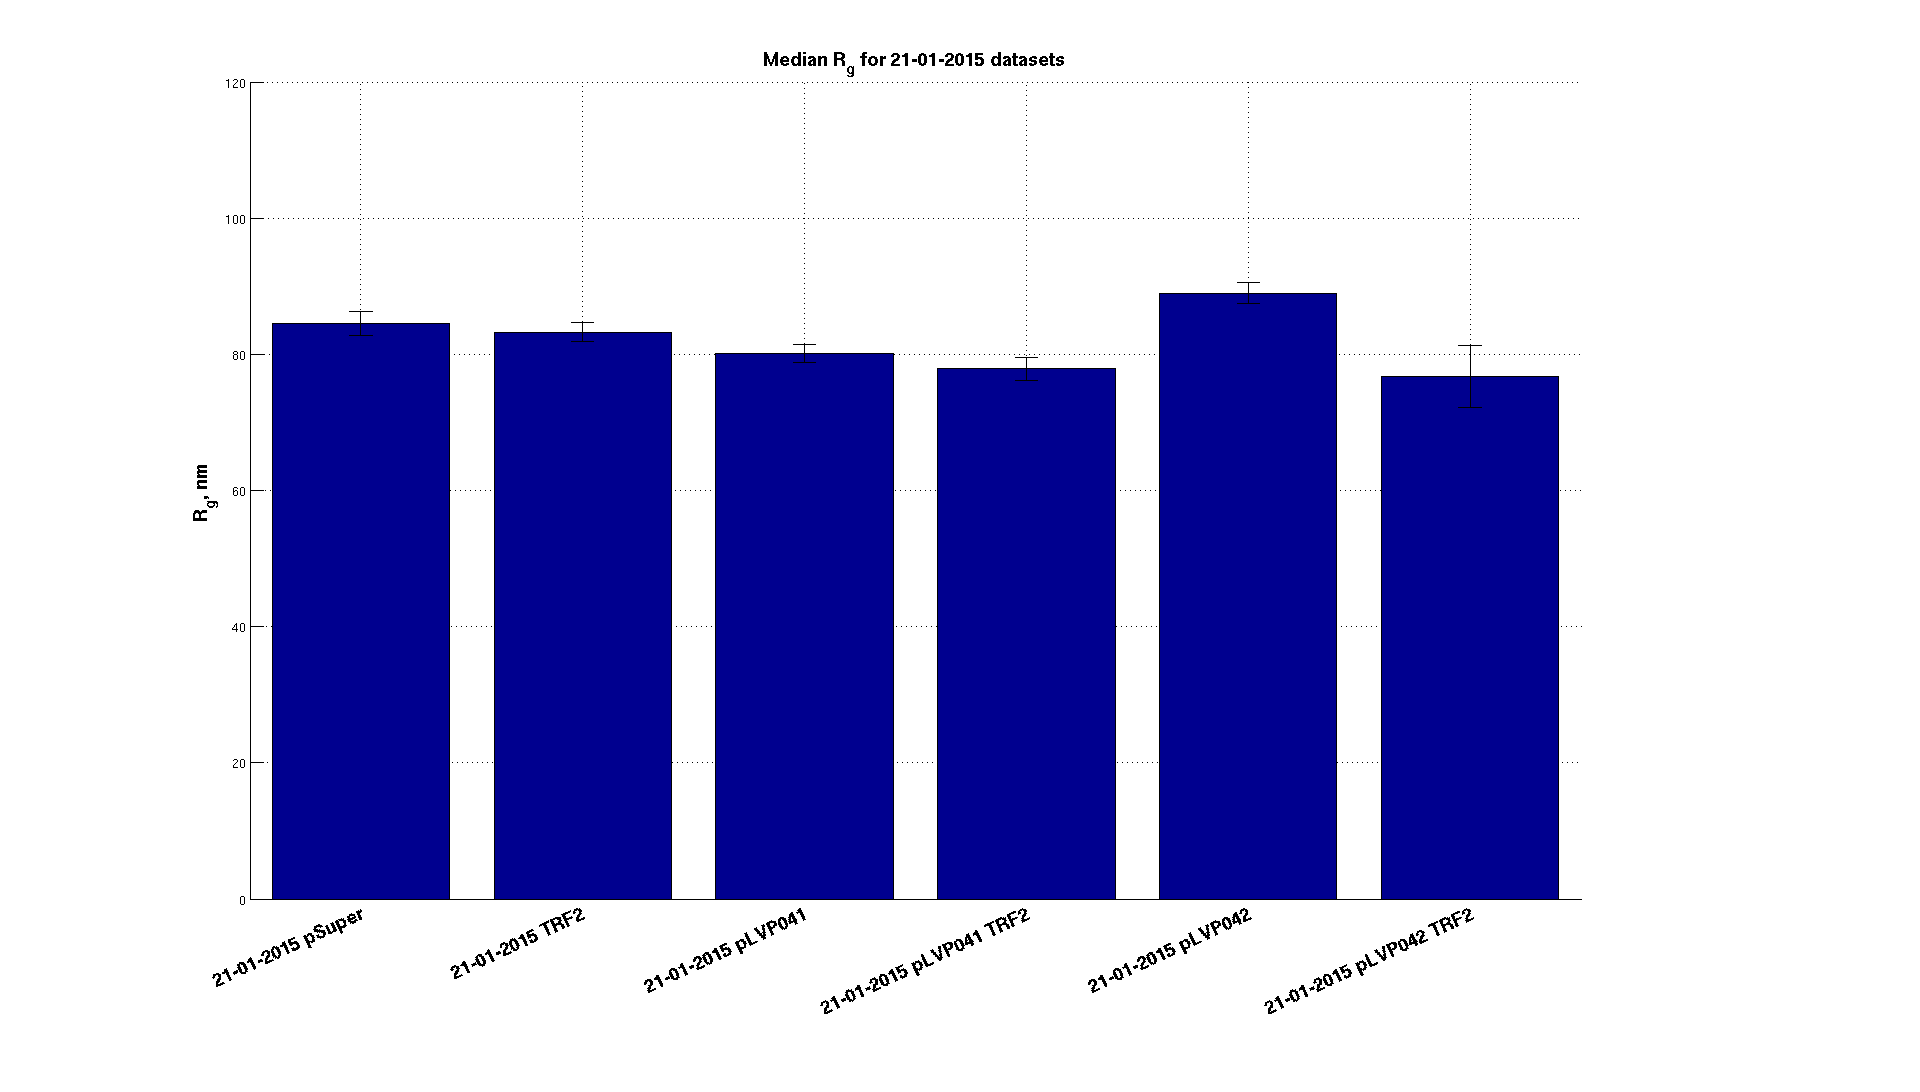 Median Rg for 21-01-2015 datasets
120
100
80
60
40
20
0
Rg, nm
21-01-2015 pSuper
21-01-2015 TRF2
21-01-2015 pLVP041
21-01-2015 pLVP041 TRF2
21-01-2015 pLVP042
21-01-2015 pLVP042 TRF2